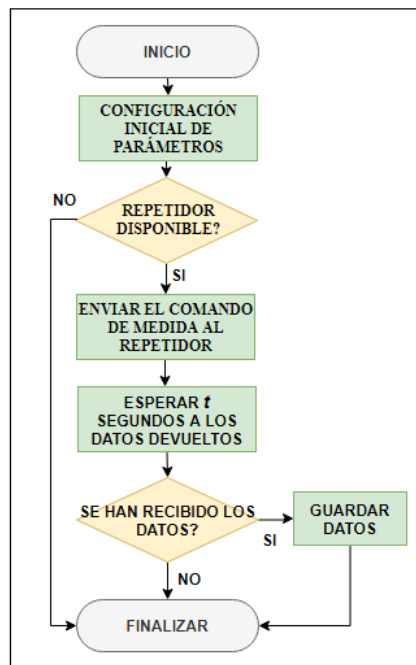 INICIO
CONFIGURACIÓN
INICIAL DE
PARÁMETROS
NO
REPETIDOR
DISPONIBLE?
SI
ENVIAR EL COMANDO
DE MEDIDA AL
REPETIDOR
ESPERAR t
SEGUNDOS A LOS
DATOS DEVUELTOS
SE HAN RECIBIDO LOS
DATOS?
SI
GUARDAR
DATOS
NO
FINALIZAR